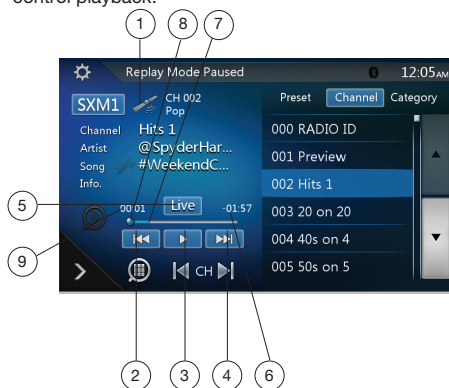 control playback.
1
8
7
Replay Mode Paused
12:05 AM
SXM1
CH 002
Pop
Preset
Channel
Category
Channel
Hits 1
Artist
@SpyderHar...
Song
#WeekendC...
Info.
000 RADIO ID
001 Preview
002 Hits 1
003 20 on 20
004 40s on 4
005 50s on 5
5
00:01
Live
-01:57
9
CH
2
3
4
6